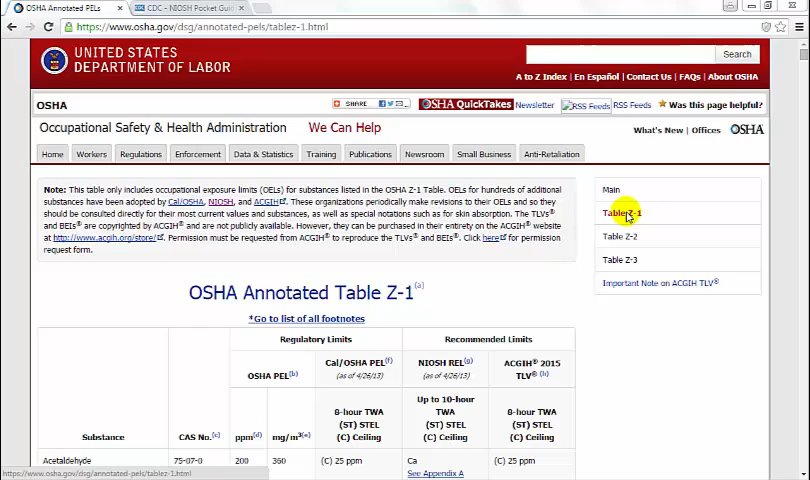 OSHA Annotated PELs
CDC - NIOSH Pocket Gui
https://www.osha.gov/dsg/annotated-pels/tablez-1.html
UNITED STATES
DEPARTMENT OF LABOR
Search
A to Z Index | En Español | Contact Us | FAQs | About OSHA
OSHA
SHARE
OSHA QuickTakes Newsletter RSS Feeds RSS Feeds Was this page helpful?
Occupational Safety & Health Administration We Can Help
What's New | Offices OSHA
Home Workers Regulations Enforcement Data & Statistics Training Publications Newsroom Small Business Anti-Retaliation
Note: This table only includes occupational exposure limits (OELs) for substances listed in the OSHA Z-1 Table. OELs for hundreds of additional
substances have been adopted by Cal/OSHA, NIOSH, and ACGIH. These organizations periodically make revisions to their OELs and so they
should be consulted directly for their most current values and substances, as well as special notations such as for skin absorption. The TLVs®
and BEIs® are copyrighted by ACGIH® and are not publicly available. However, they can be purchased in their entirety on the ACGIH® website
at http://www.acgih.org/store/. Permission must be requested from ACGIH® to reproduce the TLVs® and BEIs®. Click here for permission
request form.
Main
Table Z-1
Table Z-2
Table Z-3
Important Note on ACGIH TLV®
OSHA Annotated Table Z-1(a)
*Go to list of all footnotes
Regulatory Limits Recommended Limits
OSHA PEL(b)
Cal/OSHA PEL(f)
(as of 4/26/13)
NIOSH REL(g)
(as of 4/26/13)
ACGIH® 2015
TLV® (h)
Substance CAS No.(c) ppm(d) mg/m³(e)
8-hour TWA
(ST) STEL
(C) Ceiling
Up to 10-hour
TWA
(ST) STEL
(C) Ceiling
8-hour TWA
(ST) STEL
(C) Ceiling
Acetaldehyde 75-07-0 200 360 (C) 25 ppm Ca (C) 25 ppm
See Appendix A
https://www.osha.gov/dsg/annotated-pels/tablez-1.html